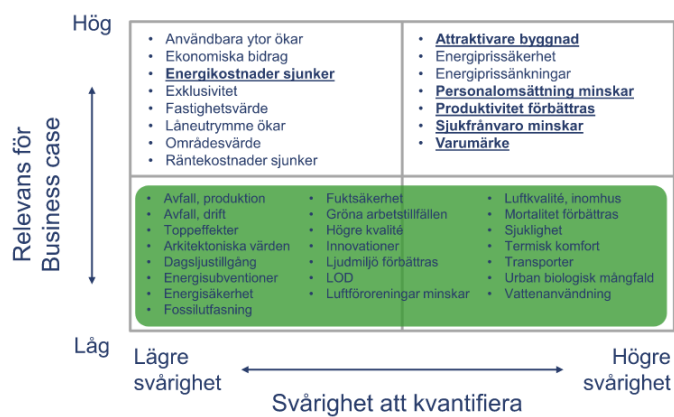 Hög
Relevans för
Business case
Låg
• Användbara ytor ökar
• Ekonomiska bidrag
• Energikostnader sjunker
• Exklusivitet
• Fastighetsvärde
• Låneutrymme ökar
• Områdesvärde
• Räntekostnader sjunker
• Attraktivare byggnad
• Energiprissäkerhet
• Energiprissänkningar
• Personalomsättning minskar
• Produktivitet förbättras
• Sjukfrånvaro minskar
• Varumärke
• Avfall, produktion
• Avfall, drift
• Toppeffekter
• Arkitektoniska värden
• Dagsljustillgång
• Energisubventioner
• Energisäkerhet
• Fossilutfasning
• Fuktsäkerhet
• Gröna arbetstillfällen
• Högre kvalité
• Innovationer
• Ljudmiljö förbättras
• LOD
• Luftföroreningar minskar
• Luftkvalité, inomhus
• Mortalitet förbättras
• Sjuklighet
• Termisk komfort
• Transporter
• Urban biologisk mångfald
• Vattenanvändning
Lägre
svårighet
Högre
svårighet
Svårighet att kvantifiera